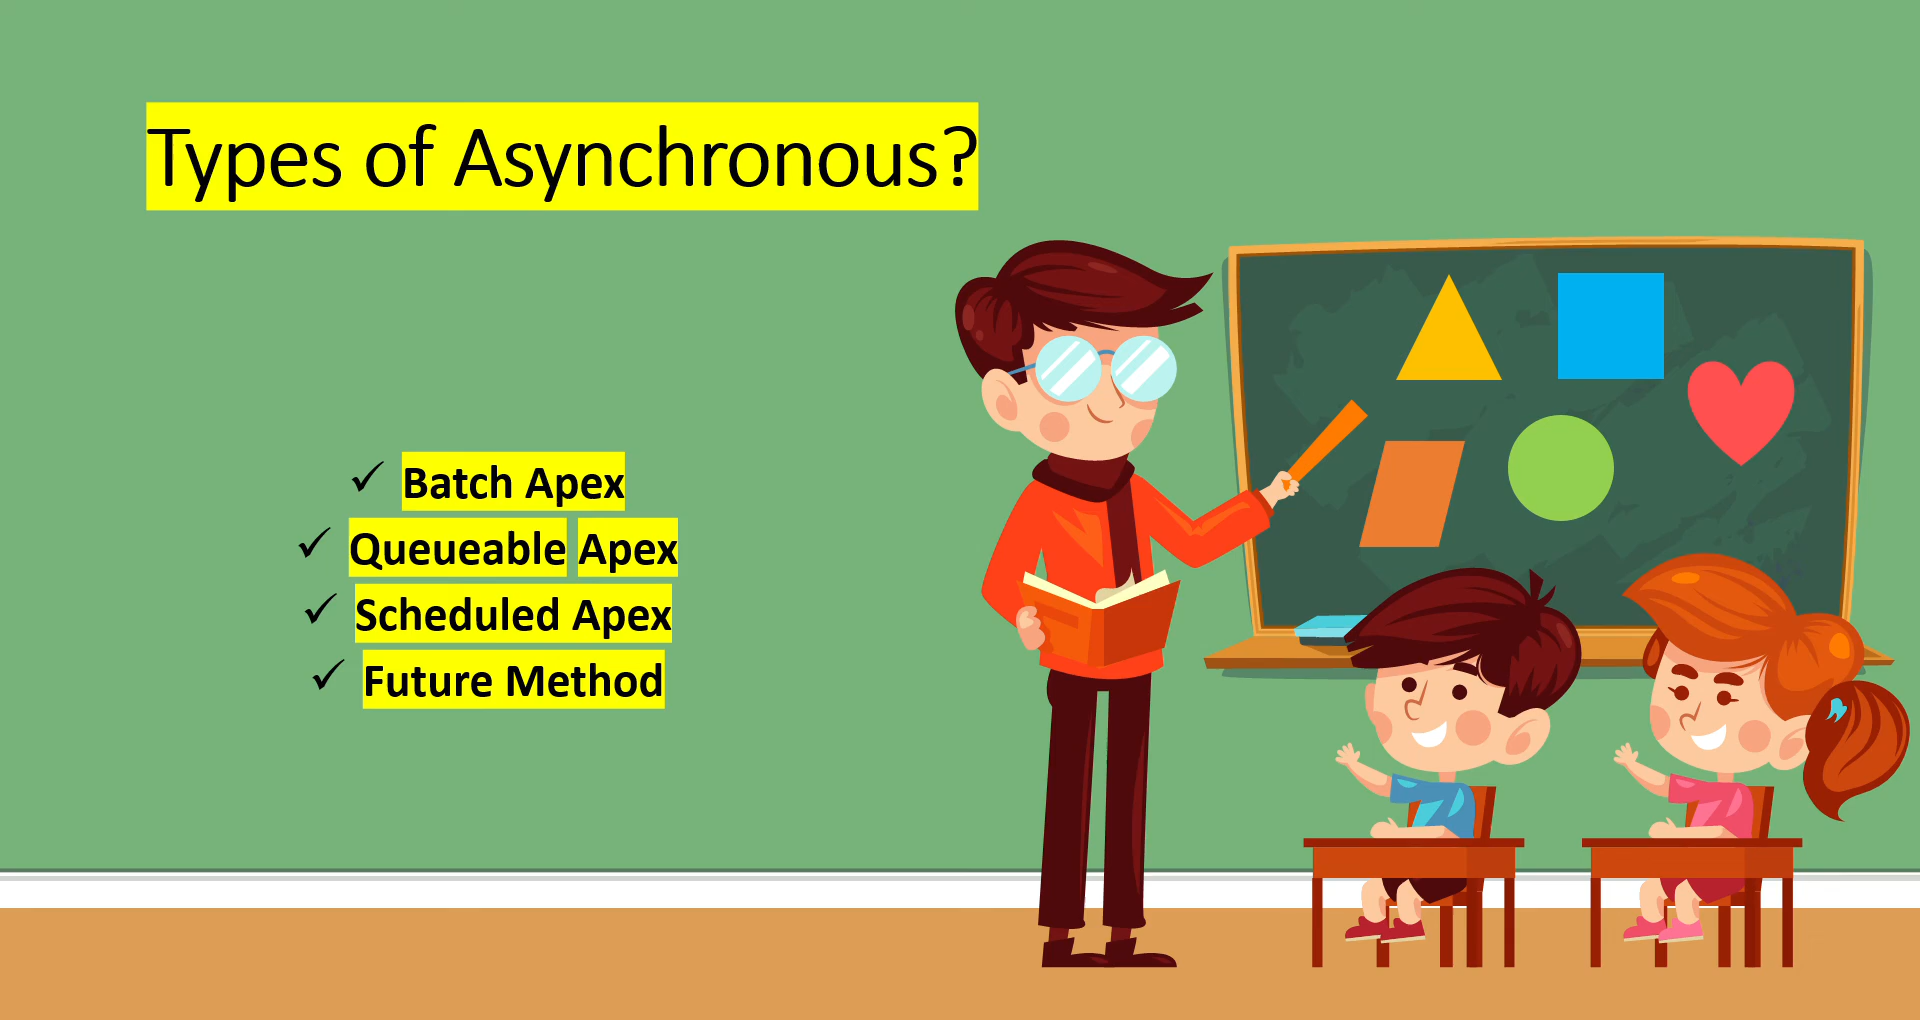 Types of Asynchronous?
✓ Batch Apex
✓ Queueable Apex
✓ Scheduled Apex
✓ Future Method